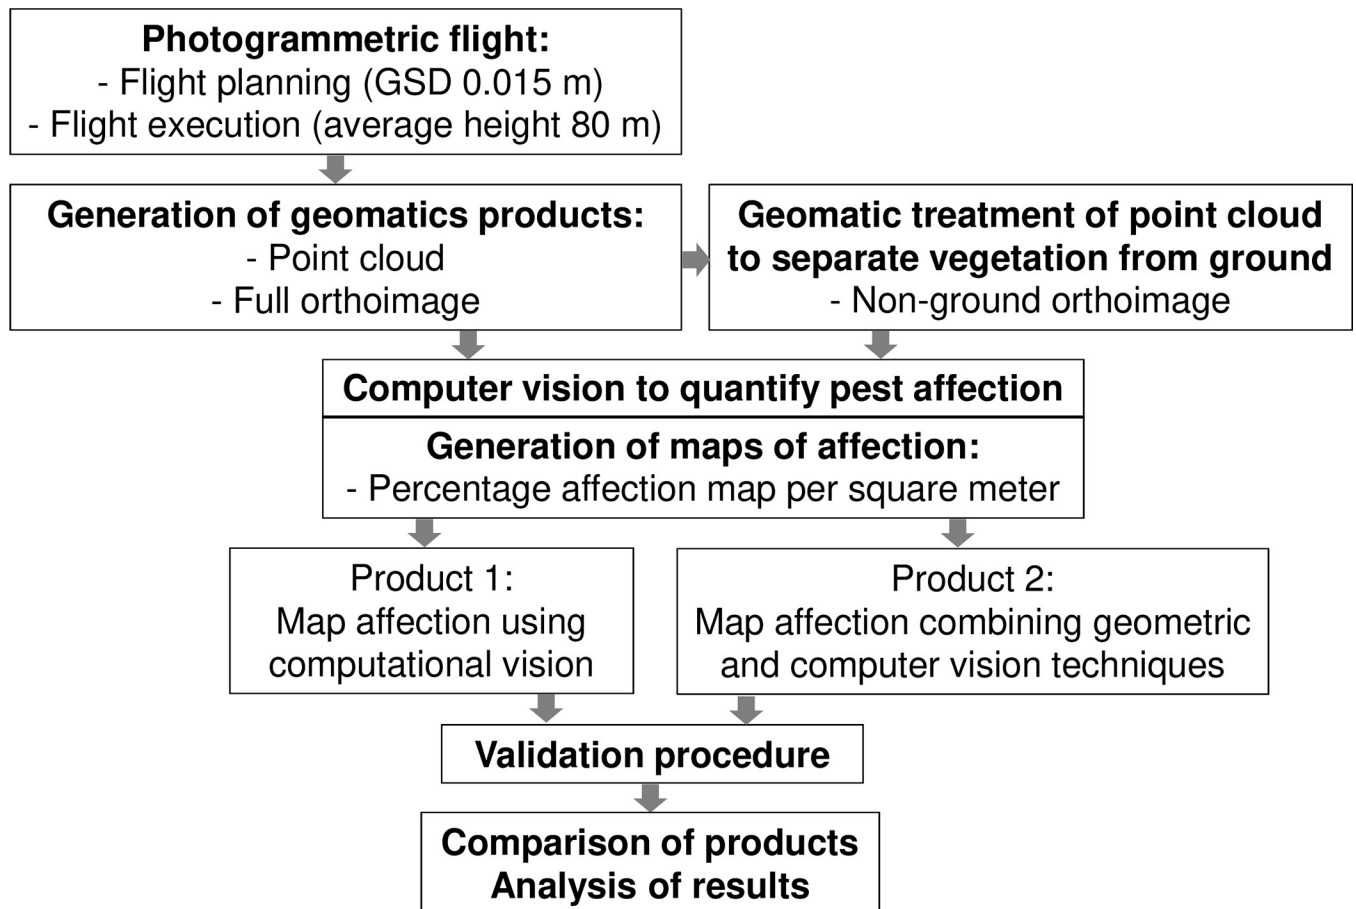 Photogrammetric flight:
- Flight planning (GSD 0.015 m)
- Flight execution (average height 80 m)
Generation of geomatics products:
- Point cloud
- Full orthoimage
Geomatic treatment of point cloud
to separate vegetation from ground
- Non-ground orthoimage
Computer vision to quantify pest affection
Generation of maps of affection:
- Percentage affection map per square meter
Product 1:
Map affection using
computational vision
Product 2:
Map affection combining geometric
and computer vision techniques
Validation procedure
Comparison of products
Analysis of results